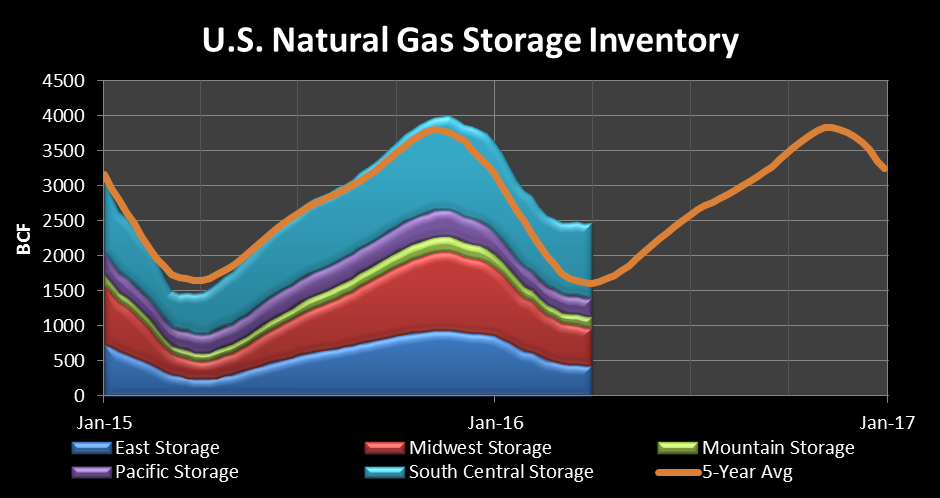 U.S. Natural Gas Storage Inventory
4500
4000
3500
3000
2500
2000
1500
1000
500
0
BCF
Jan-15 Jan-16 Jan-17
East Storage Midwest Storage Mountain Storage
Pacific Storage South Central Storage 5-Year Avg